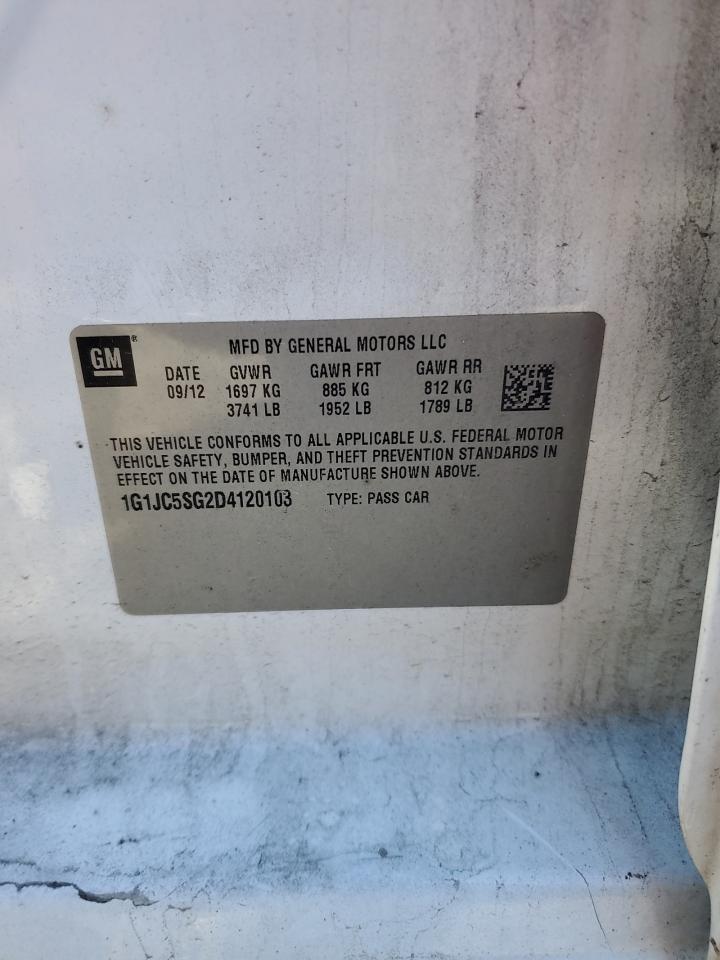 GM®
MFD BY GENERAL MOTORS LLC
DATE GVWR GAWR FRT GAWR RR
09/12 1697 KG 885 KG 812 KG
3741 LB 1952 LB 1789 LB
THIS VEHICLE CONFORMS TO ALL APPLICABLE U.S. FEDERAL MOTOR
VEHICLE SAFETY, BUMPER, AND THEFT PREVENTION STANDARDS IN
EFFECT ON THE DATE OF MANUFACTURE SHOWN ABOVE.
1G1JC5SG2D4120103 TYPE: PASS CAR